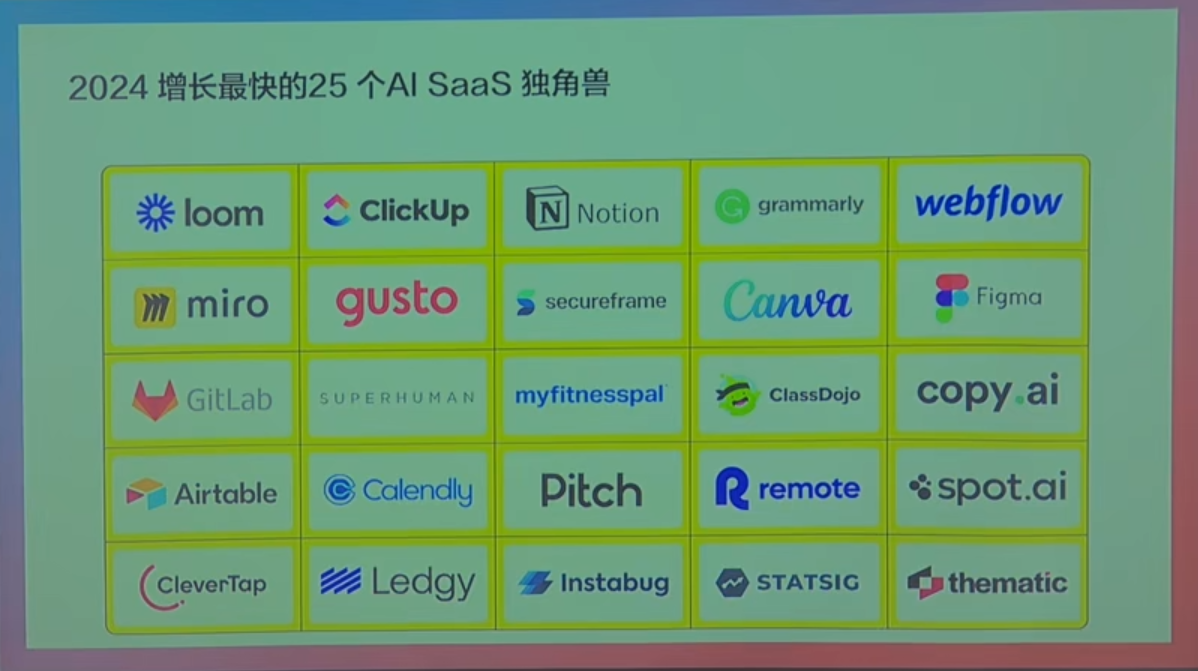 2024 增长最快的25 个AI SaaS 独角兽
loom ClickUp Notion grammarly webflow
miro gusto secureframe Canva Figma
GitLab SUPERHUMAN myfitnesspal ClassDojo copy.ai
Airtable Calendly Pitch remote spot.ai
CleverTap Ledgy Instabug STATSIG thematic